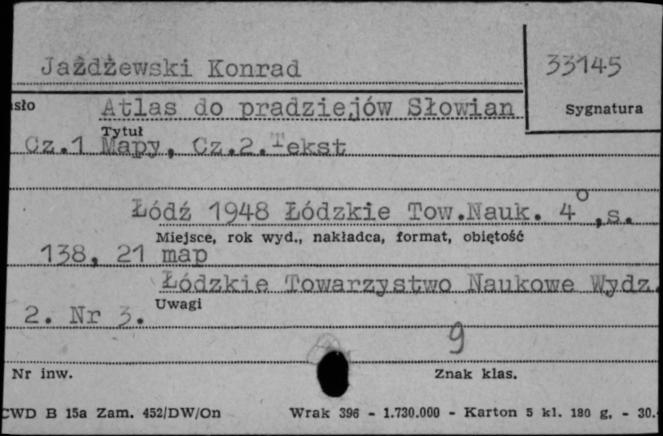 Jażdżewski Konrad
33145
sło Atlas do pradziejów Słowian
Sygnatura
Tytuł
Cz.1 Mapy, Cz.2.Tekst
Łódź 1948 Łódzkie Tow.Nauk. 4°,s.
Miejsce, rok wyd., nakładca, format, obiętość
138, 21 map
Łódzkie Towarzystwo Naukowe Wydz.
Uwagi
2. Nr 3.
9
Nr inw.
Znak klas.
CWD B 15a Zam. 452/DW/On Wrak 396 - 1.730.000 - Karton 5 kl. 180 g. - 30.